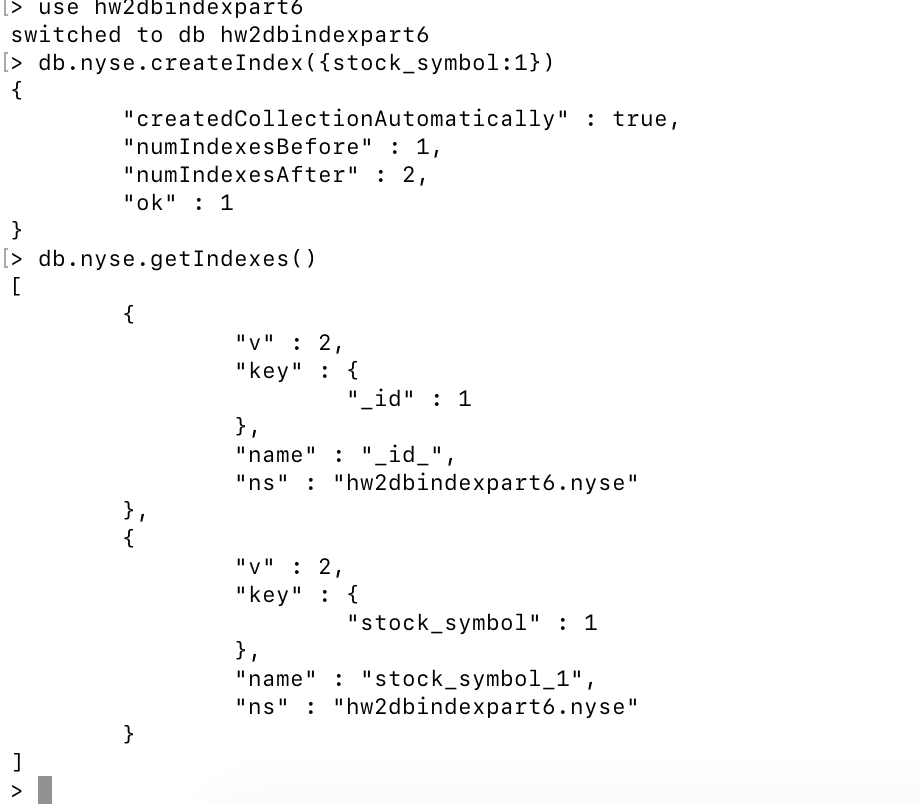 [> use hw2dbindexpart6
switched to db hw2dbindexpart6
[> db.nyse.createIndex({stock_symbol:1})
{
        "createdCollectionAutomatically" : true,
        "numIndexesBefore" : 1,
        "numIndexesAfter" : 2,
        "ok" : 1
}
[> db.nyse.getIndexes()
[
        {
                "v" : 2,
                "key" : {
                        "_id" : 1
                },
                "name" : "_id_",
                "ns" : "hw2dbindexpart6.nyse"
        },
        {
                "v" : 2,
                "key" : {
                        "stock_symbol" : 1
                },
                "name" : "stock_symbol_1",
                "ns" : "hw2dbindexpart6.nyse"
        }
]
>